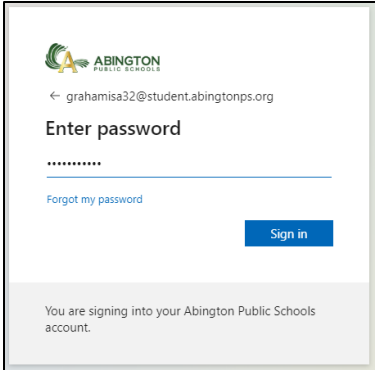 ABINGTON
PUBLIC SCHOOLS
← grahamisa32@student.abingtonps.org
Enter password
•••••••••••
Forgot my password
Sign in
You are signing into your Abington Public Schools
account.